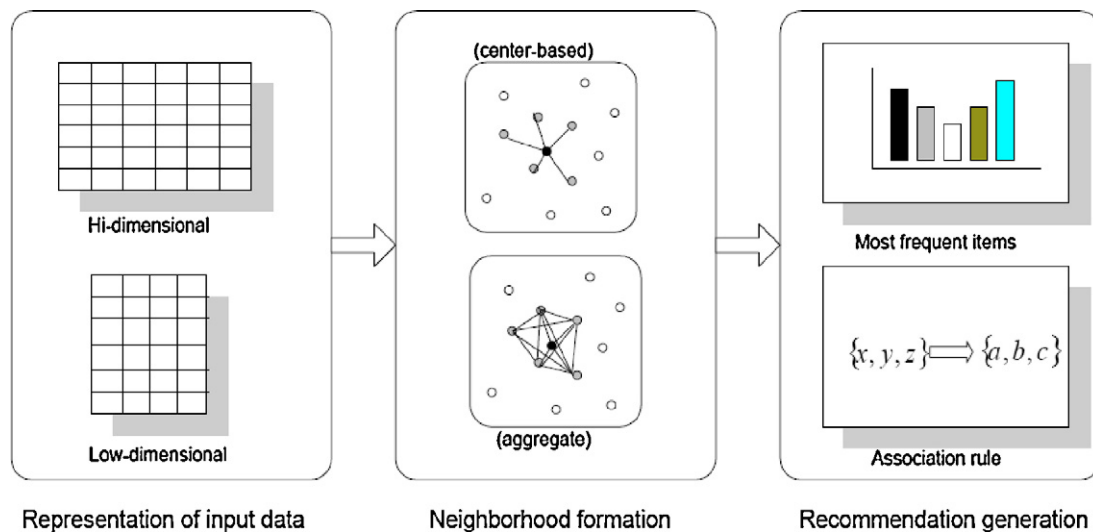 Hi-dimensional
Low-dimensional
Representation of input data
(center-based)
(aggregate)
Neighborhood formation
Most frequent items
{x, y, z} ⟹ {a, b, c}
Association rule
Recommendation generation